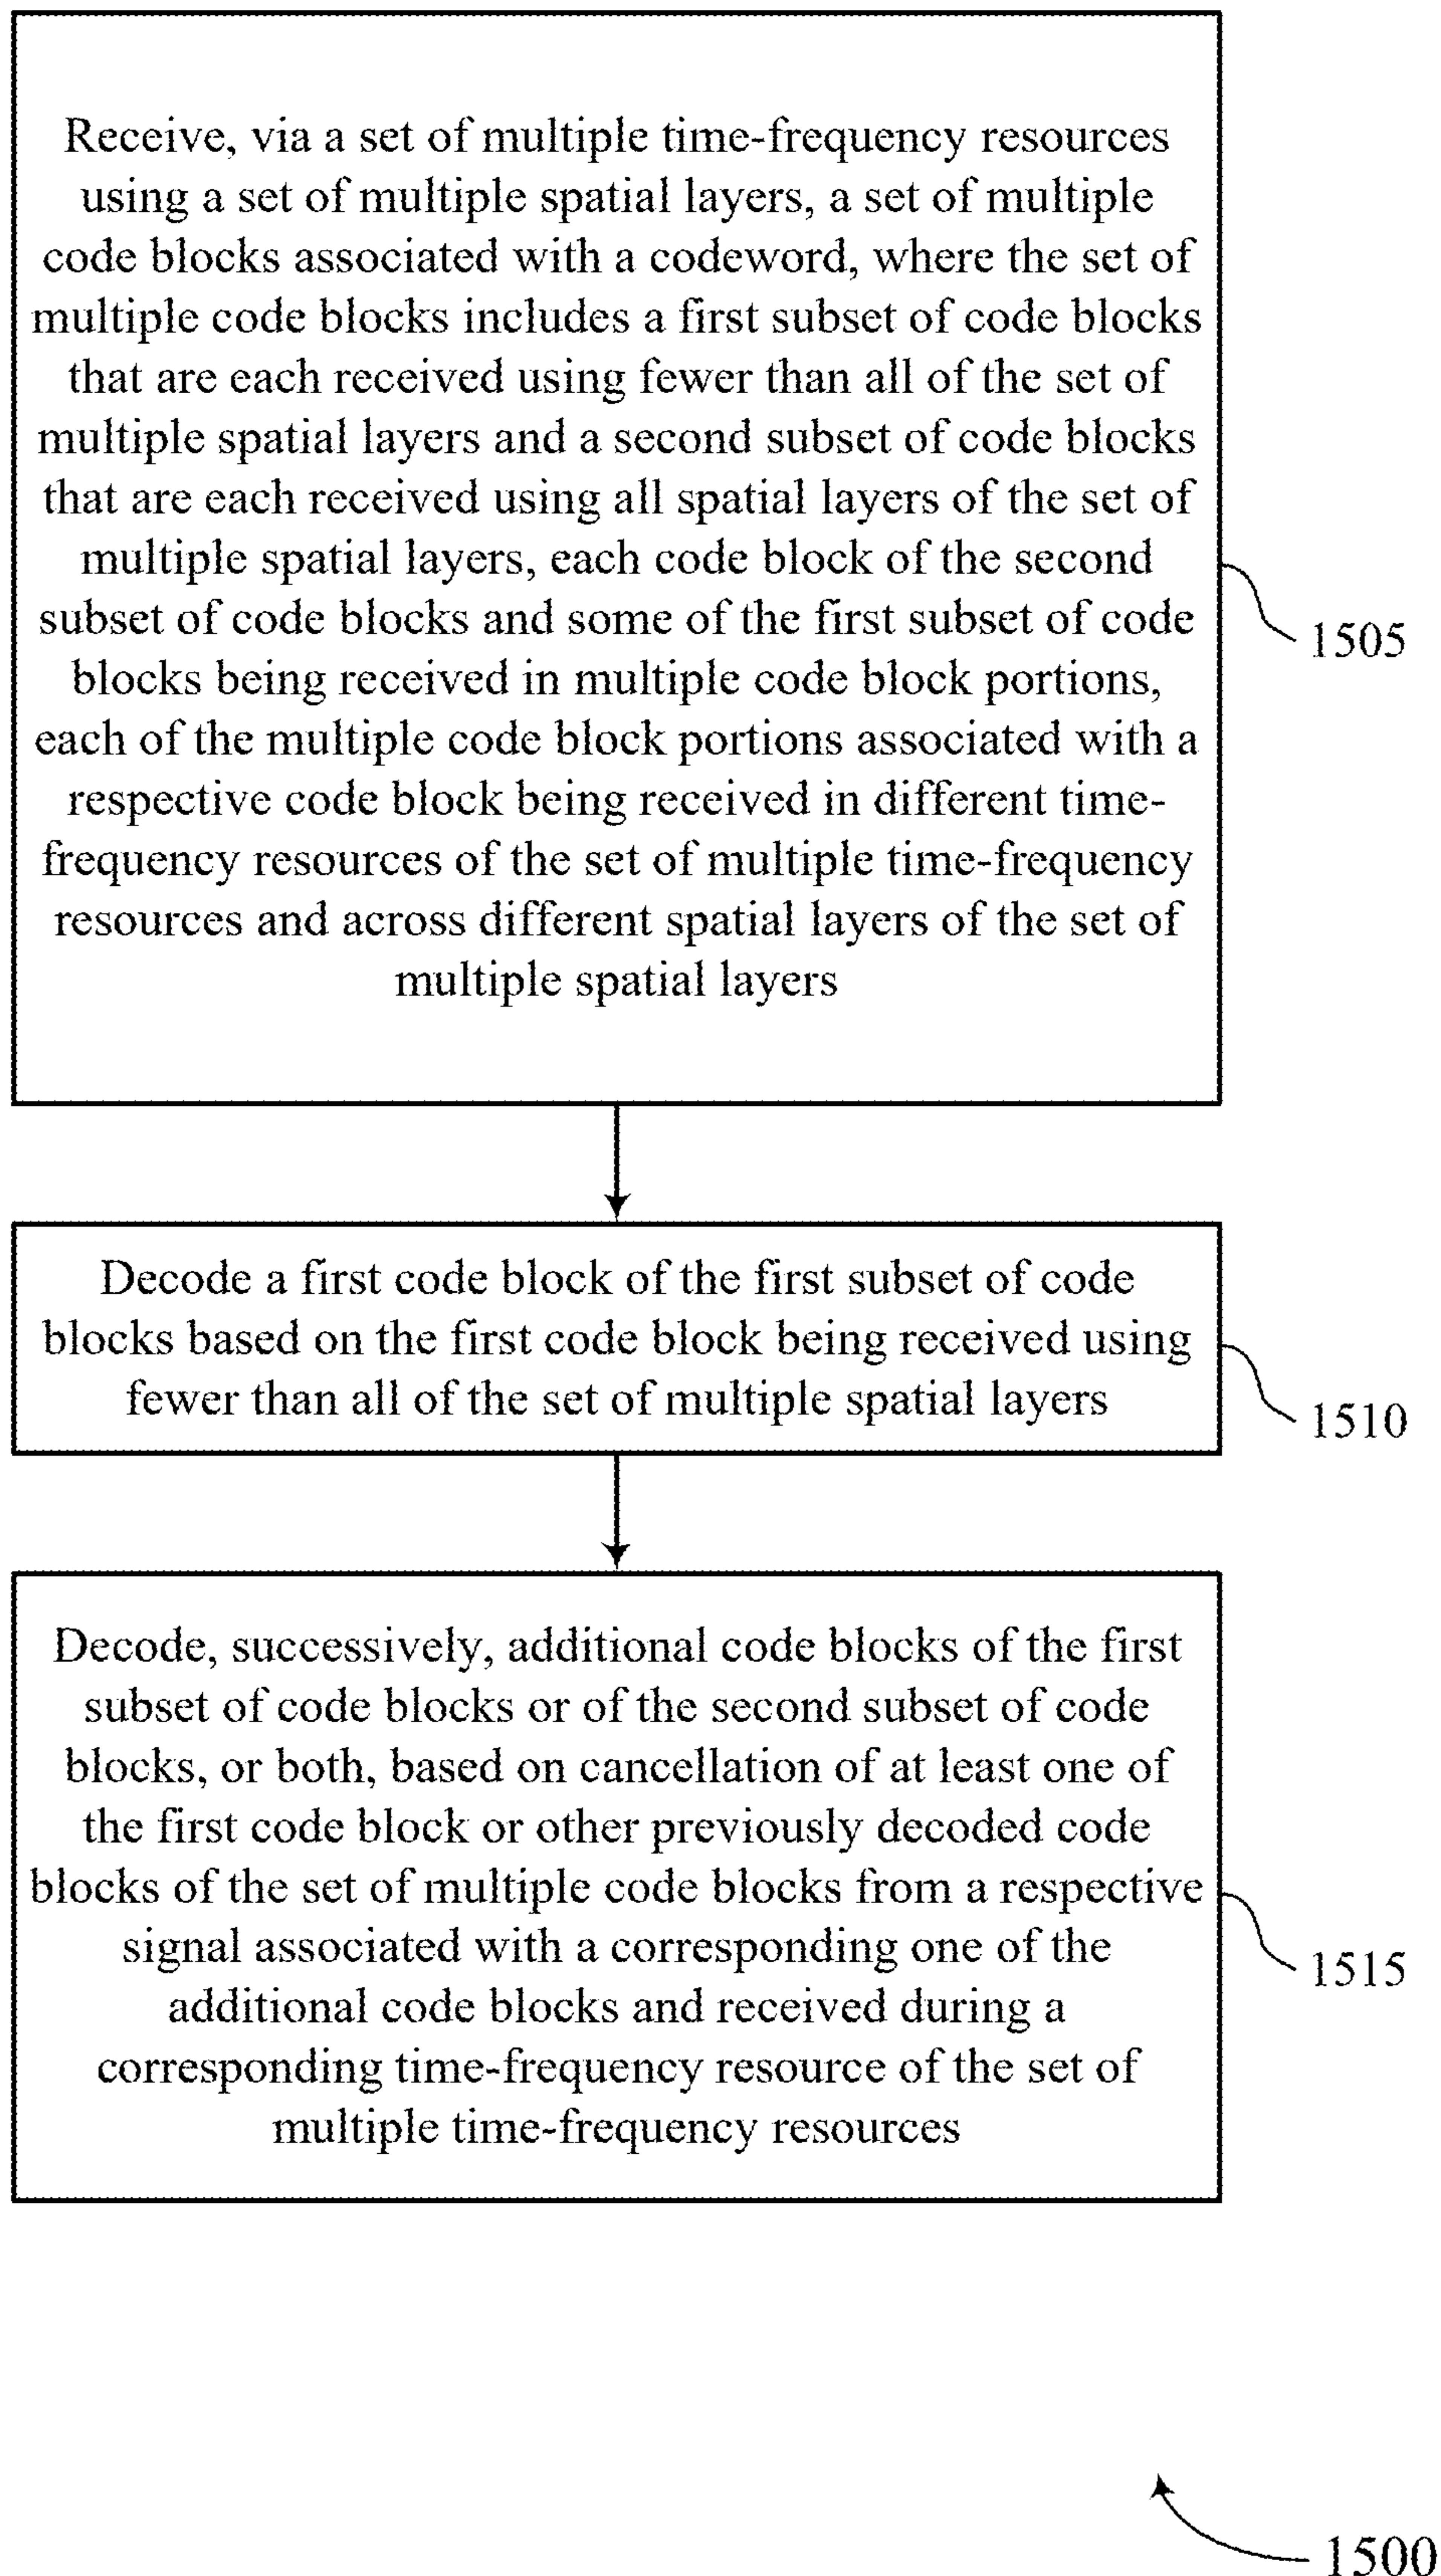 Receive, via a set of multiple time-frequency resources
using a set of multiple spatial layers, a set of multiple
code blocks associated with a codeword, where the set of
multiple code blocks includes a first subset of code blocks
that are each received using fewer than all of the set of
multiple spatial layers and a second subset of code blocks
that are each received using all spatial layers of the set of
multiple spatial layers, each code block of the second
subset of code blocks and some of the first subset of code
blocks being received in multiple code block portions,
each of the multiple code block portions associated with a
respective code block being received in different time-
frequency resources of the set of multiple time-frequency
resources and across different spatial layers of the set of
multiple spatial layers
1505
Decode a first code block of the first subset of code
blocks based on the first code block being received using
fewer than all of the set of multiple spatial layers
1510
Decode, successively, additional code blocks of the first
subset of code blocks or of the second subset of code
blocks, or both, based on cancellation of at least one of
the first code block or other previously decoded code
blocks of the set of multiple code blocks from a respective
signal associated with a corresponding one of the
additional code blocks and received during a
corresponding time-frequency resource of the set of
multiple time-frequency resources
1515
1500